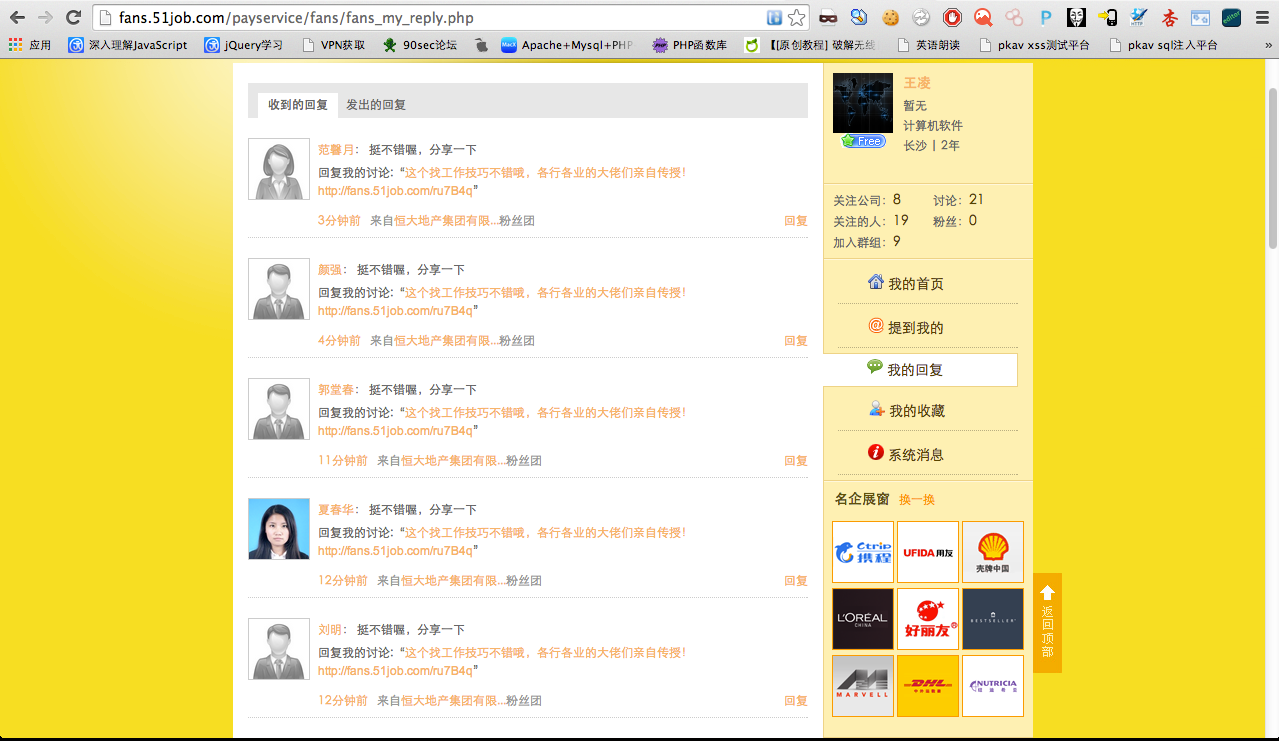 fans.51job.com/payservice/fans/fans_my_reply.php
应用 深入理解JavaScript jQuery学习 VPN获取 90sec论坛 Apache+Mysql+PHP PHP函数库 【[原创教程] 破解无线 英语朗读 pkav xss测试平台 pkav sql注入平台 »
收到的回复 发出的回复
范馨月： 挺不错喔，分享一下
回复我的讨论：“这个找工作技巧不错哦，各行各业的大佬们亲自传授！
http://fans.51job.com/ru7B4q”
3分钟前 来自恒大地产集团有限...粉丝团 回复
颜强： 挺不错喔，分享一下
回复我的讨论：“这个找工作技巧不错哦，各行各业的大佬们亲自传授！
http://fans.51job.com/ru7B4q”
4分钟前 来自恒大地产集团有限...粉丝团 回复
郭堂春： 挺不错喔，分享一下
回复我的讨论：“这个找工作技巧不错哦，各行各业的大佬们亲自传授！
http://fans.51job.com/ru7B4q”
11分钟前 来自恒大地产集团有限...粉丝团 回复
夏春华： 挺不错喔，分享一下
回复我的讨论：“这个找工作技巧不错哦，各行各业的大佬们亲自传授！
http://fans.51job.com/ru7B4q”
12分钟前 来自恒大地产集团有限...粉丝团 回复
刘明： 挺不错喔，分享一下
回复我的讨论：“这个找工作技巧不错哦，各行各业的大佬们亲自传授！
http://fans.51job.com/ru7B4q”
12分钟前 来自恒大地产集团有限...粉丝团 回复
王凌
暂无
计算机软件
长沙 | 2年
Free
关注公司：8 讨论：21
关注的人：19 粉丝：0
加入群组：9
我的首页
提到我的
我的回复
我的收藏
系统消息
名企展窗 换一换
Ctrip 携程
UFIDA 用友
壳牌中国
L'ORÉAL
CHINA
好丽友
BESTSELLER
MARVELL
DHL
中外运敦豪
NUTRICIA
返回顶部